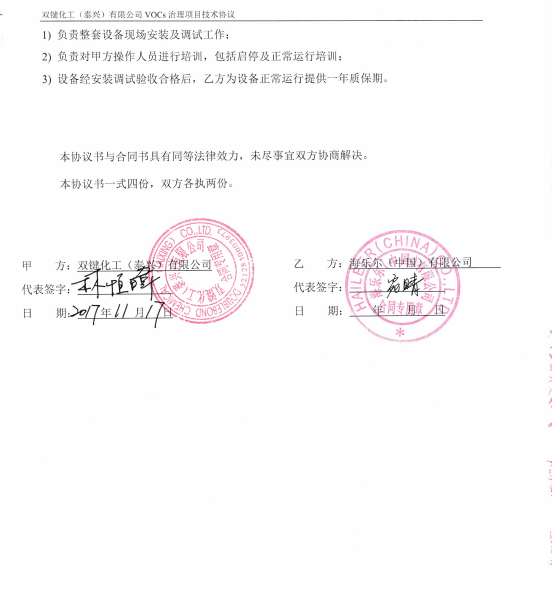 双键化工（泰兴）有限公司 VOCs 治理项目技术协议
1) 负责整套设备现场安装及调试工作；
2) 负责对甲方操作人员进行培训，包括启停及正常运行培训；
3) 设备经安装调试验收合格后，乙方为设备正常运行提供一年质保期。
本协议书与合同书具有同等法律效力，未尽事宜双方协商解决。
本协议书一式四份，双方各执两份。
甲 方：双键化工（泰兴）有限公司
代表签字：
日 期：2017年11月17日
乙 方：海乐尔（中国）有限公司
代表签字：
日 期： 年 月 日
HAILER(CHINA)CO.,LTD
合同专用章